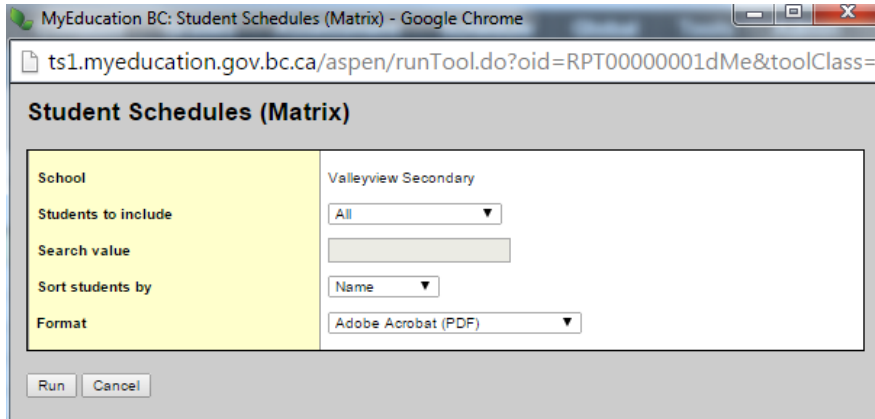 MyEducation BC: Student Schedules (Matrix) - Google Chrome
ts1.myeducation.gov.bc.ca/aspen/runTool.do?oid=RPT00000001dMe&toolClass=
Student Schedules (Matrix)
School Valleyview Secondary
Students to include All
Search value
Sort students by Name
Format Adobe Acrobat (PDF)
Run Cancel